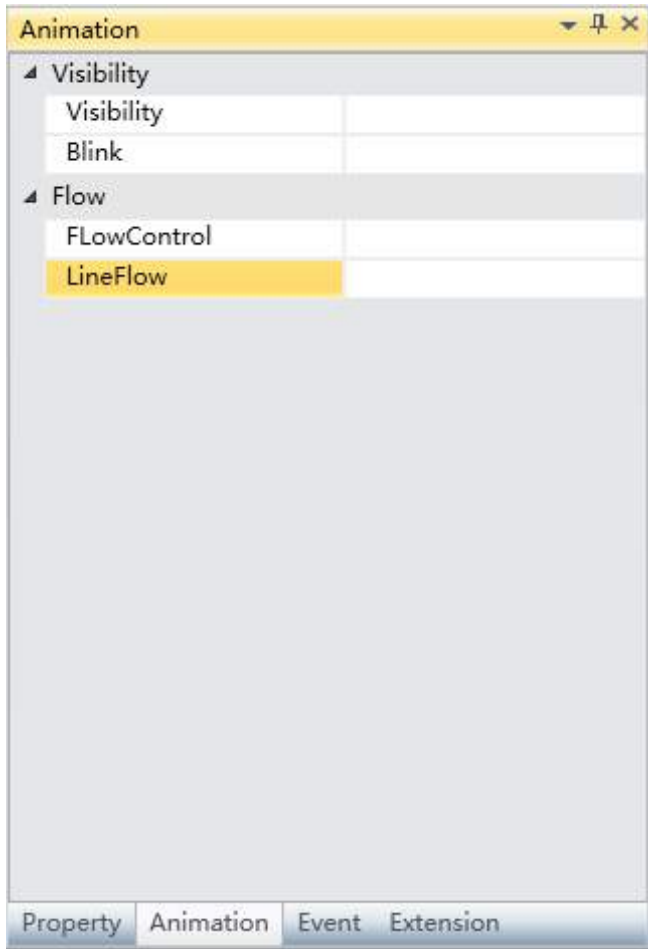 Animation
Visibility
Visibility
Blink
Flow
FLowControl
LineFlow
Property Animation Event Extension